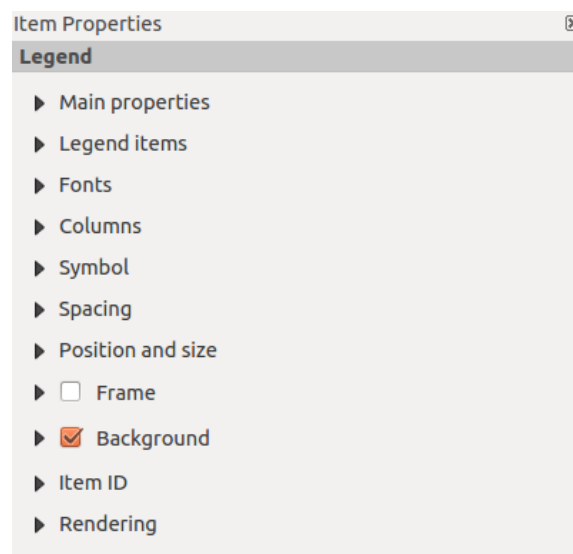 Item Properties
Legend
Main properties
Legend items
Fonts
Columns
Symbol
Spacing
Position and size
Frame
Background
Item ID
Rendering